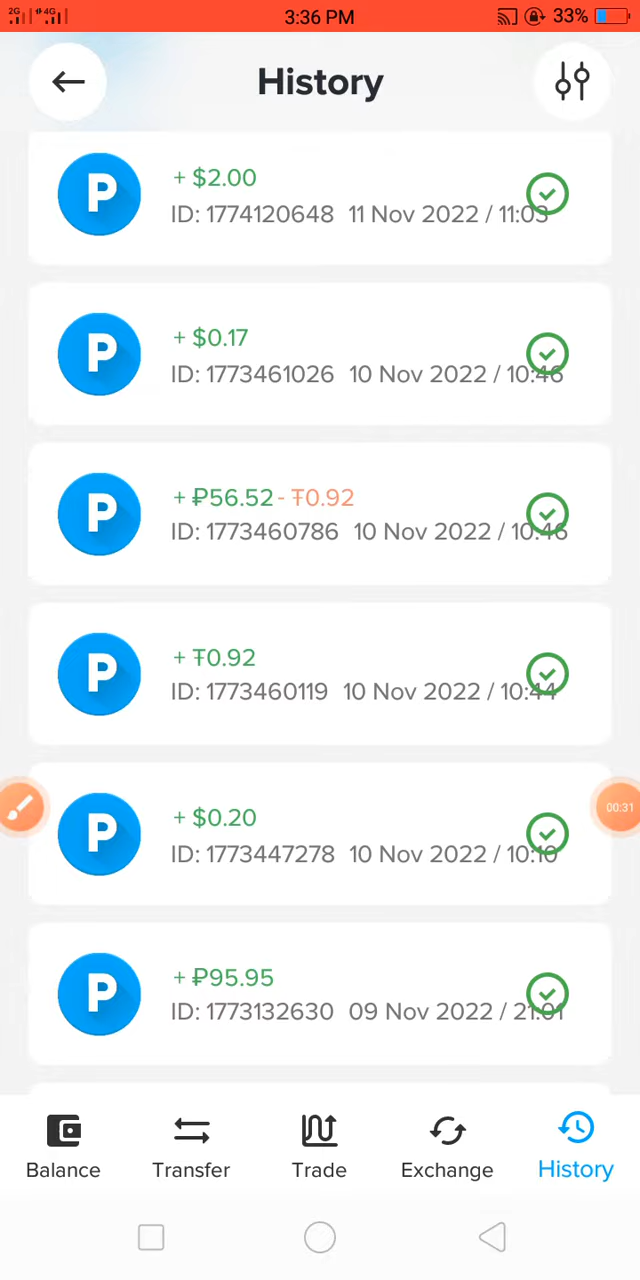 2G 4G 3:36 PM 33%
History
P
+ $2.00
ID: 1774120648 11 Nov 2022 / 11:03
P
+ $0.17
ID: 1773461026 10 Nov 2022 / 10:46
P
+ ₽56.52 - ₮0.92
ID: 1773460786 10 Nov 2022 / 10:46
P
+ ₮0.92
ID: 1773460119 10 Nov 2022 / 10:44
P
+ $0.20
ID: 1773447278 10 Nov 2022 / 10:10
00:31
P
+ ₽95.95
ID: 1773132630 09 Nov 2022 / 21:01
Balance Transfer Trade Exchange History